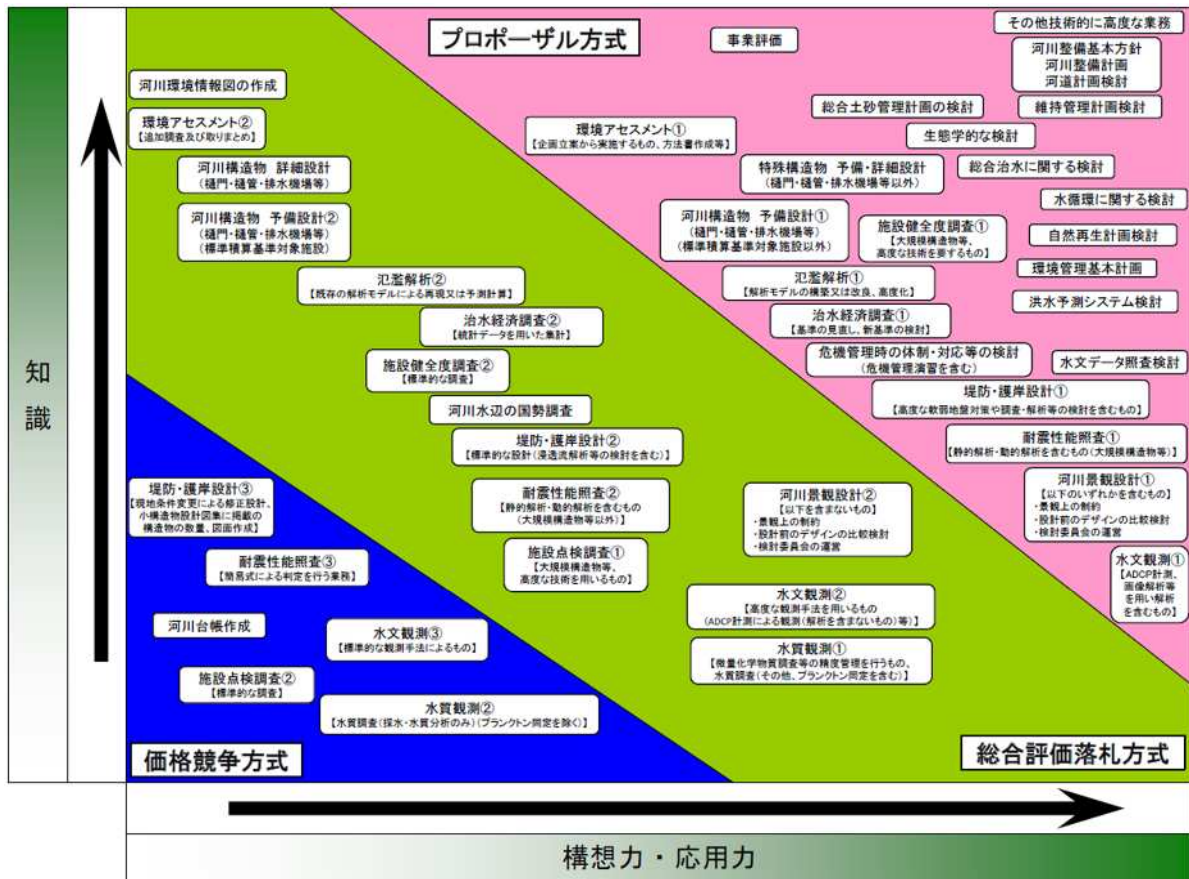 プロポーザル方式
事業評価
その他技術的に高度な業務
河川整備基本方針
河川整備計画
河道計画検討
総合土砂管理計画の検討
維持管理計画検討
環境アセスメント①
【企画立案から実施するもの、方法書作成等】
生態学的な検討
特殊構造物 予備・詳細設計
(樋門・樋管・排水機場等以外)
総合治水に関する検討
水循環に関する検討
河川構造物 予備設計①
(樋門・樋管・排水機場等)
(標準積算基準対象施設以外)
施設健全度調査①
【大規模構造物等、
高度な技術を要するもの】
自然再生計画検討
氾濫解析①
【解析モデルの構築又は改良、高度化】
環境管理基本計画
治水経済調査①
【基準の見直し、新基準の検討】
洪水予測システム検討
危機管理時の体制・対応等の検討
(危機管理演習を含む)
水文データ照査検討
堤防・護岸設計①
【高度な軟弱地盤対策や調査・解析等の検討を含むもの】
耐震性能照査①
【静的解析・動的解析を含むもの(大規模構造物等)】
河川景観設計①
【以下のいずれかを含むもの】
・景観上の制約
・設計前のデザインの比較検討
・検討委員会の運営
水文観測①
【ADCP計測、
画像解析等
を用い解析
を含むもの】
河川環境情報図の作成
環境アセスメント②
【追加調査及び取りまとめ】
河川構造物 詳細設計
(樋門・樋管・排水機場等)
河川構造物 予備設計②
(樋門・樋管・排水機場等)
(標準積算基準対象施設)
氾濫解析②
【既存の解析モデルによる再現又は予測計算】
治水経済調査②
【統計データを用いた集計】
施設健全度調査②
【標準的な調査】
河川水辺の国勢調査
堤防・護岸設計②
【標準的な設計(浸透流解析等の検討を含む)】
耐震性能照査②
【静的解析・動的解析を含むもの
(大規模構造物等以外)】
河川景観設計②
【以下を含まないもの】
・景観上の制約
・設計前のデザインの比較検討
・検討委員会の運営
施設点検調査①
【大規模構造物等、
高度な技術を用いるもの】
水文観測②
【高度な観測手法を用いるもの
(ADCP計測による観測(解析を含まないもの)等)】
水質観測①
【微量化学物質調査等の精度管理を行うもの、
水質調査(その他、プランクトン同定を含む)】
総合評価落札方式
堤防・護岸設計③
【現地条件変更による修正設計、
小構造物設計図集に掲載の
構造物の数量、図面作成】
耐震性能照査③
【簡易式による判定を行う業務】
河川台帳作成
水文観測③
【標準的な観測手法によるもの】
施設点検調査②
【標準的な調査】
水質観測②
【水質調査(採水・水質分析のみ)(プランクトン同定を除く)】
価格競争方式
知
識
構想力・応用力